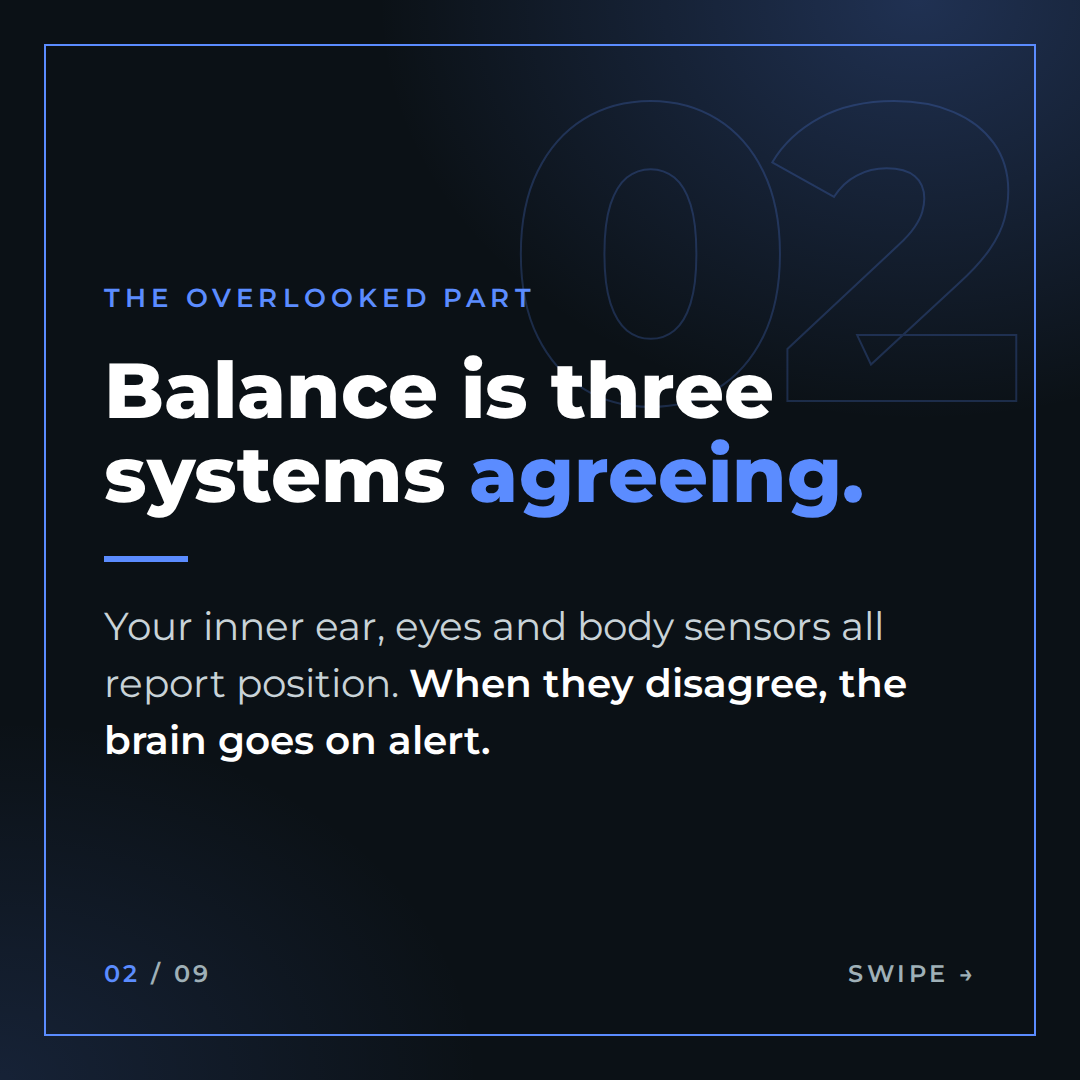 02
THE OVERLOOKED PART
Balance is three
systems agreeing.
Your inner ear, eyes and body sensors all
report position. When they disagree, the
brain goes on alert.
02 / 09
SWIPE →